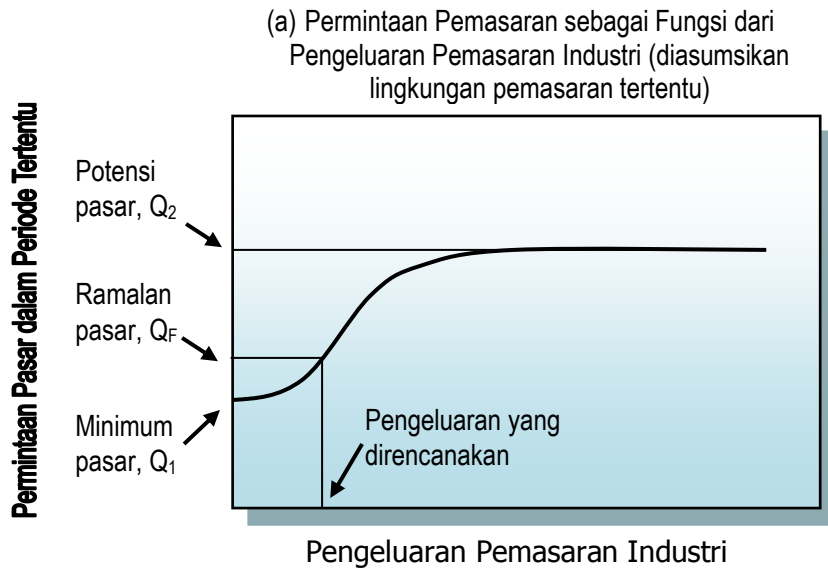 (a) Permintaan Pemasaran sebagai Fungsi dari
Pengeluaran Pemasaran Industri (diasumsikan
lingkungan pemasaran tertentu)
Permintaan Pasar dalam Periode Tertentu
Potensi
pasar, Q₂
Ramalan
pasar, Q_F
Minimum
pasar, Q₁
Pengeluaran yang
direncanakan
Pengeluaran Pemasaran Industri